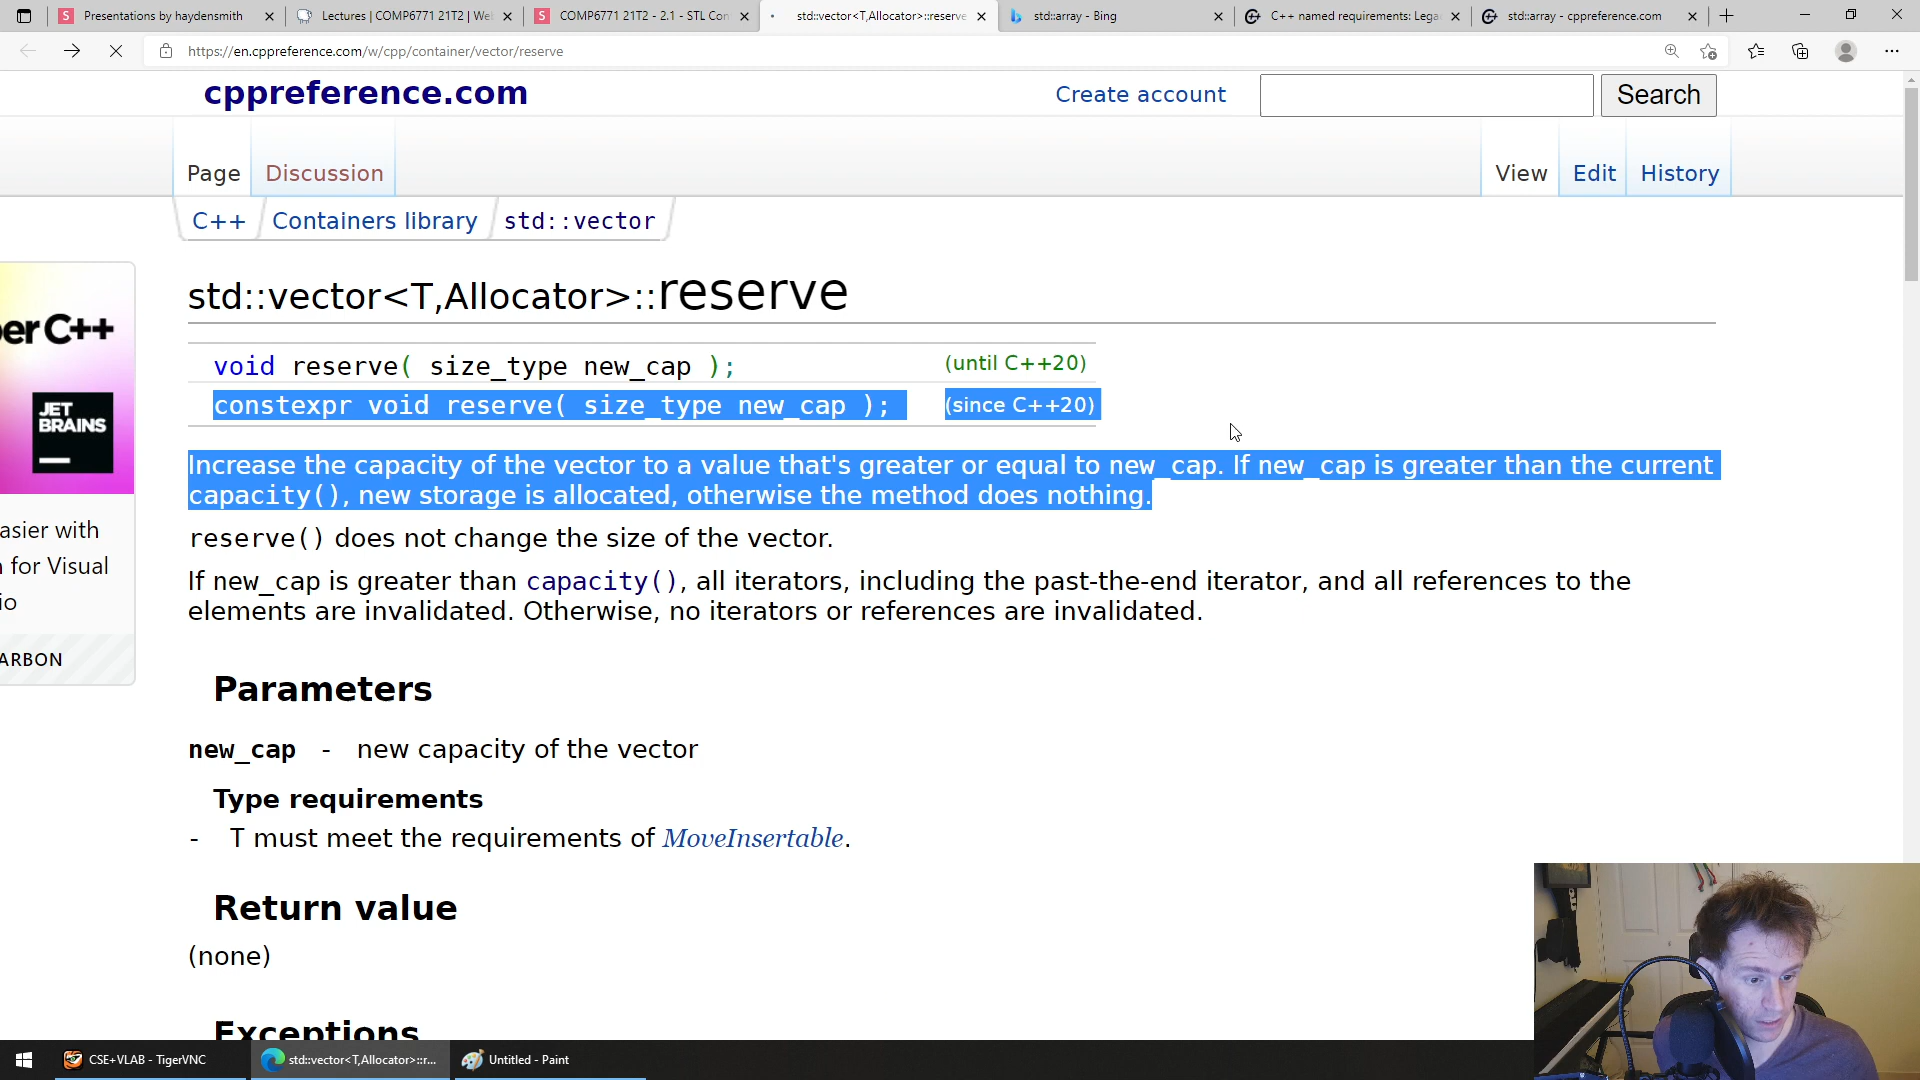 Presentations by haydensmith
Lectures | COMP6771 21T2 | We
COMP6771 21T2 - 2.1 - STL Con
std::vector<T,Allocator>::reserve
std::array - Bing
C++ named requirements: Lega
std::array - cppreference.com
https://en.cppreference.com/w/cpp/container/vector/reserve
cppreference.com
Create account
Search
Page
Discussion
View
Edit
History
C++
Containers library
std::vector
std::vector<T,Allocator>::reserve
void reserve( size_type new_cap );
(until C++20)
constexpr void reserve( size_type new_cap );
(since C++20)
Increase the capacity of the vector to a value that's greater or equal to new_cap. If new_cap is greater than the current
capacity(), new storage is allocated, otherwise the method does nothing.
reserve() does not change the size of the vector.
If new_cap is greater than capacity(), all iterators, including the past-the-end iterator, and all references to the
elements are invalidated. Otherwise, no iterators or references are invalidated.
er C++
JET
BRAINS
asier with
for Visual
io
ARBON
Parameters
new_cap - new capacity of the vector
Type requirements
- T must meet the requirements of MoveInsertable.
Return value
(none)
Exceptions
CSE+VLAB - TigerVNC
std::vector<T,Allocator>::r...
Untitled - Paint